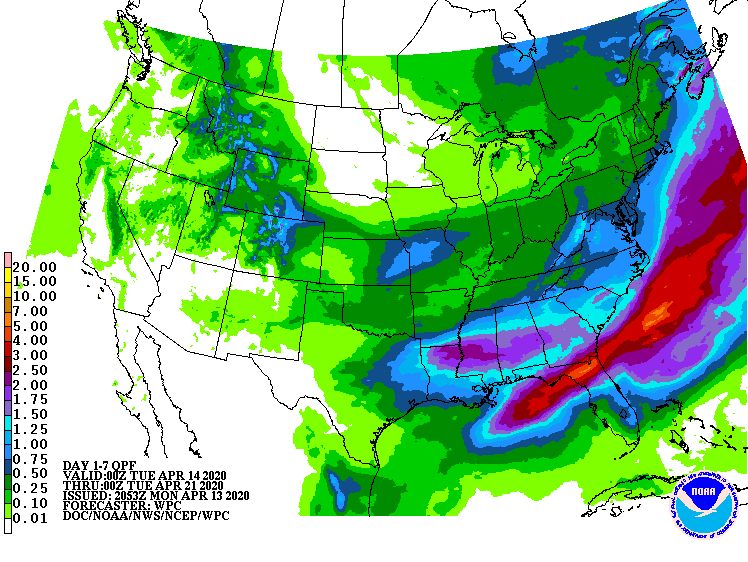 20.00
15.00
10.00
7.00
5.00
4.00
3.00
2.50
2.00
1.75
1.50
1.25
1.00
0.75
0.50
0.25
0.10
0.01
DAY 1-7 QPF
VALID:00Z TUE APR 14 2020
THRU:00Z TUE APR 21 2020
ISSUED: 2053Z MON APR 13 2020
FORECASTER: WPC
DOC/NOAA/NWS/NCEP/WPC
NOAA